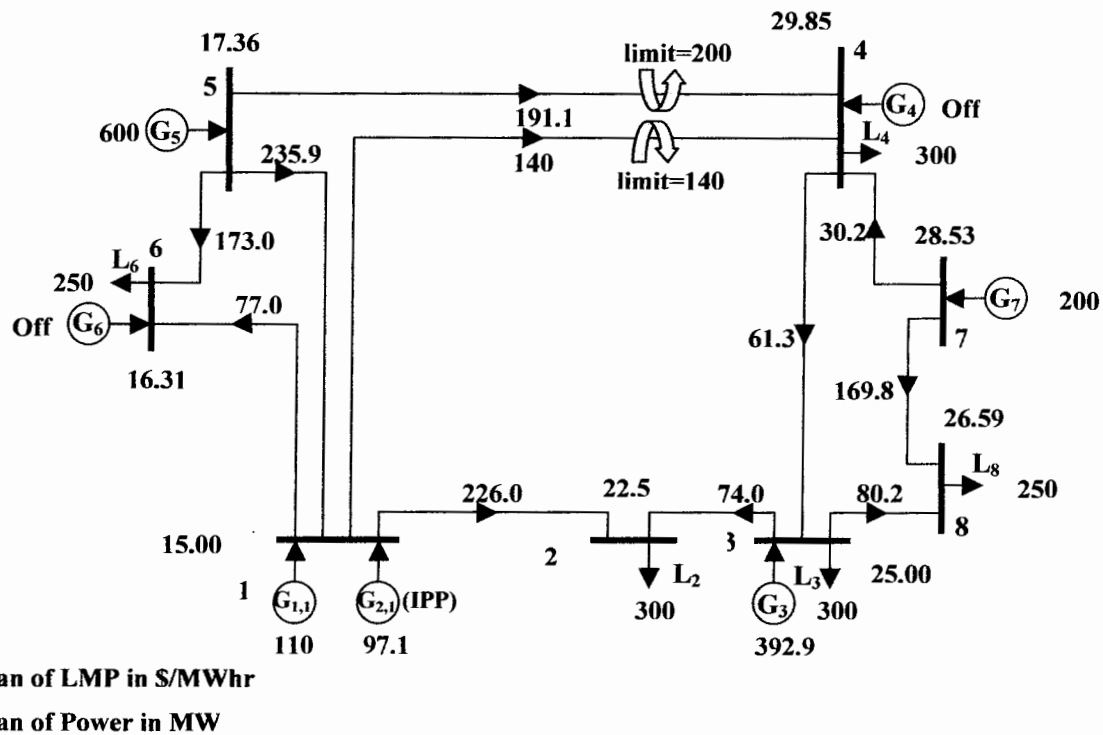 29.85
17.36
limit=200
4
5
G4
Off
191.1
L4
600
G5
140
limit=140
300
235.9
6
173.0
30.2
28.53
L6
250
77.0
G7
200
Off
G6
61.3
7
16.31
169.8
26.59
L8
226.0
22.5
74.0
80.2
250
15.00
2
3
8
1
G1,1
G2,1
(IPP)
L2
G3
L3
25.00
300
300
110
97.1
392.9
an of LMP in $/MWhr
an of Power in MW